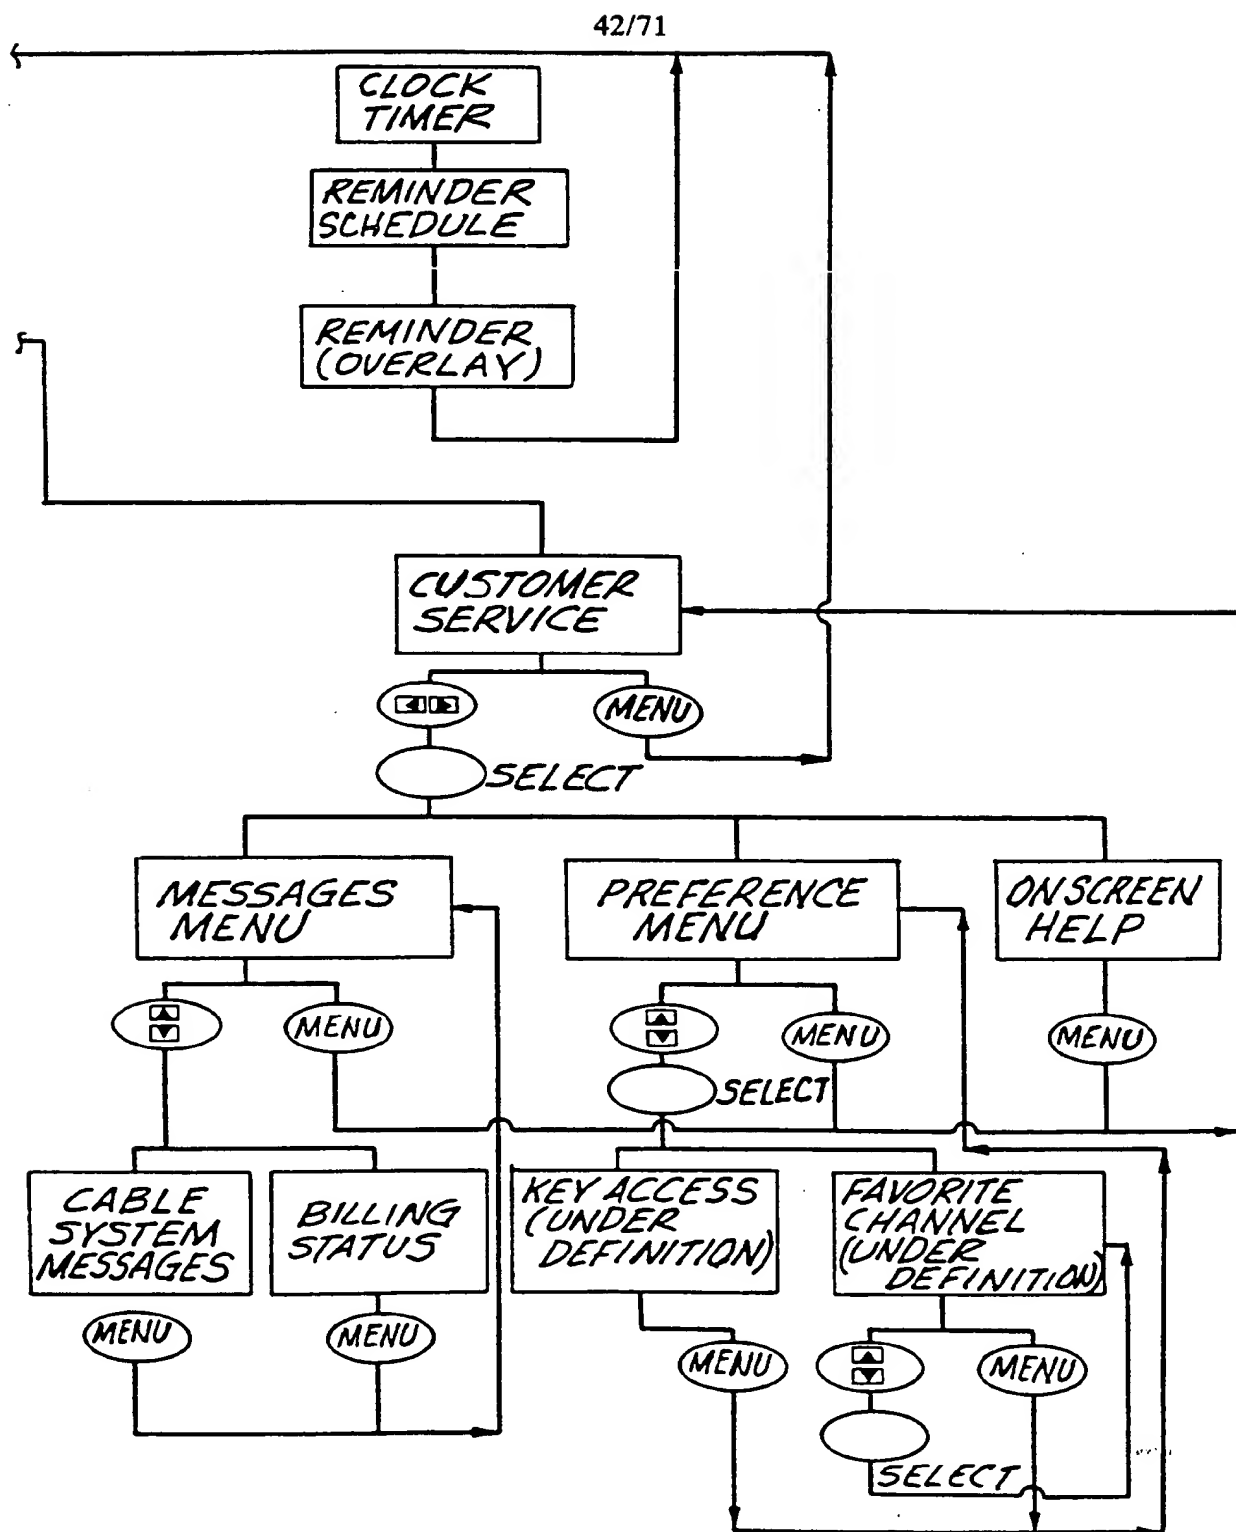 42/71
CLOCK
TIMER
REMINDER
SCHEDULE
REMINDER
(OVERLAY)
CUSTOMER
SERVICE
MENU
SELECT
MESSAGES
MENU
PREFERENCE
MENU
ONSCREEN
HELP
MENU
MENU
MENU
SELECT
CABLE
SYSTEM
MESSAGES
BILLING
STATUS
KEY ACCESS
(UNDER
DEFINITION)
FAVORITE
CHANNEL
(UNDER
DEFINITION)
MENU
MENU
MENU
MENU
SELECT